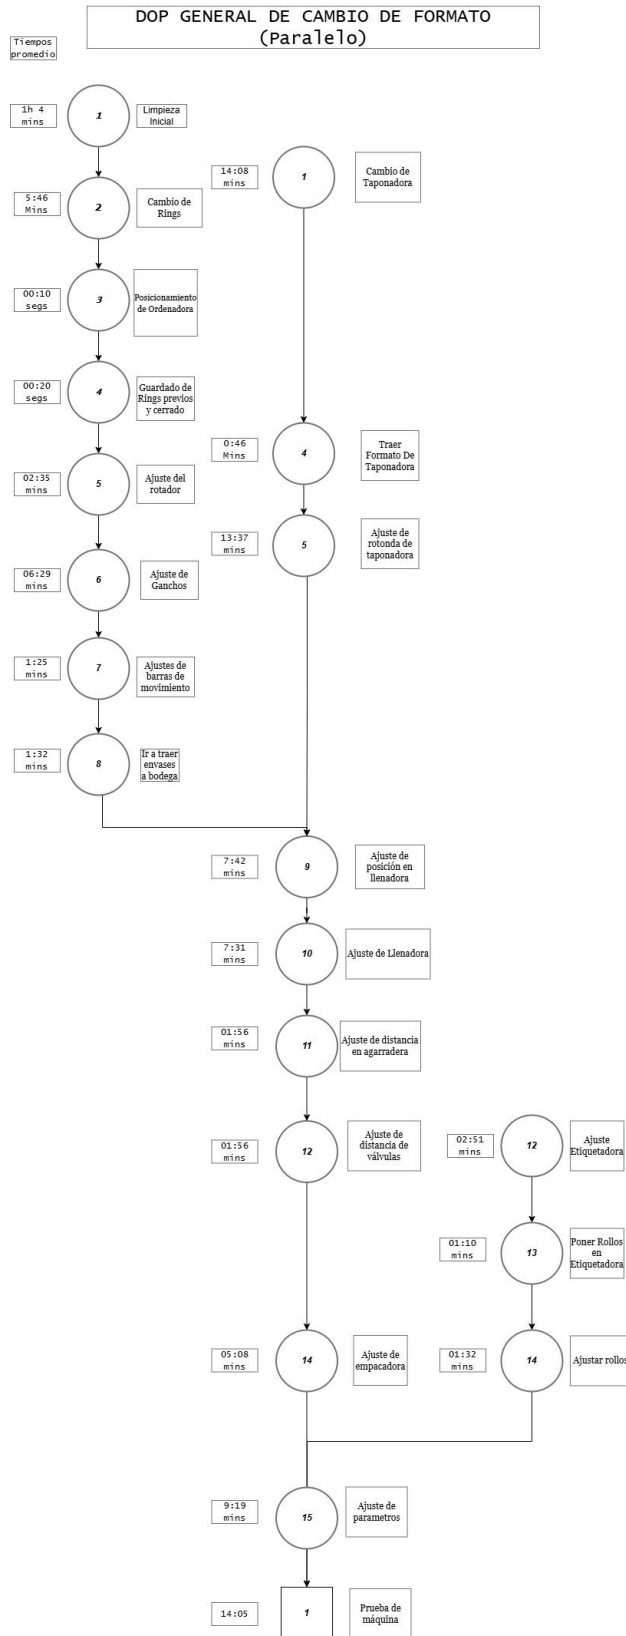 DOP GENERAL DE CAMBIO DE FORMATO
(Paralelo)
Tiempos
promedio
1h 4
mins
1
Limpieza
Inicial
14:08
mins
1
Cambio de
Taponadora
5:46
Mins
2
Cambio de
Rings
00:10
segs
3
Posicionamiento
de Ordenadora
00:20
segs
4
Guardado de
Rings previos
y cerrado
0:46
Mins
4
Traer
Formato De
Taponadora
02:35
mins
5
Ajuste del
rotador
13:37
mins
5
Ajuste de
rotonda de
taponadora
06:29
mins
6
Ajuste de
Ganchos
1:25
mins
7
Ajustes de
barras de
movimiento
1:32
mins
8
Ir a traer
envases
a bodega
7:42
mins
9
Ajuste de
posición en
llenadora
7:31
mins
10
Ajuste de Llenadora
01:56
mins
11
Ajuste de distancia
en agarradera
01:56
mins
12
Ajuste de
distancia de
válvulas
02:51
mins
12
Ajuste
Etiquetadora
01:10
mins
13
Poner Rollos
en
Etiquetadora
05:08
mins
14
Ajuste de
empacadora
01:32
mins
14
Ajustar rollos
9:19
mins
15
Ajuste de
parametros
14:05
1
Prueba de
máquina